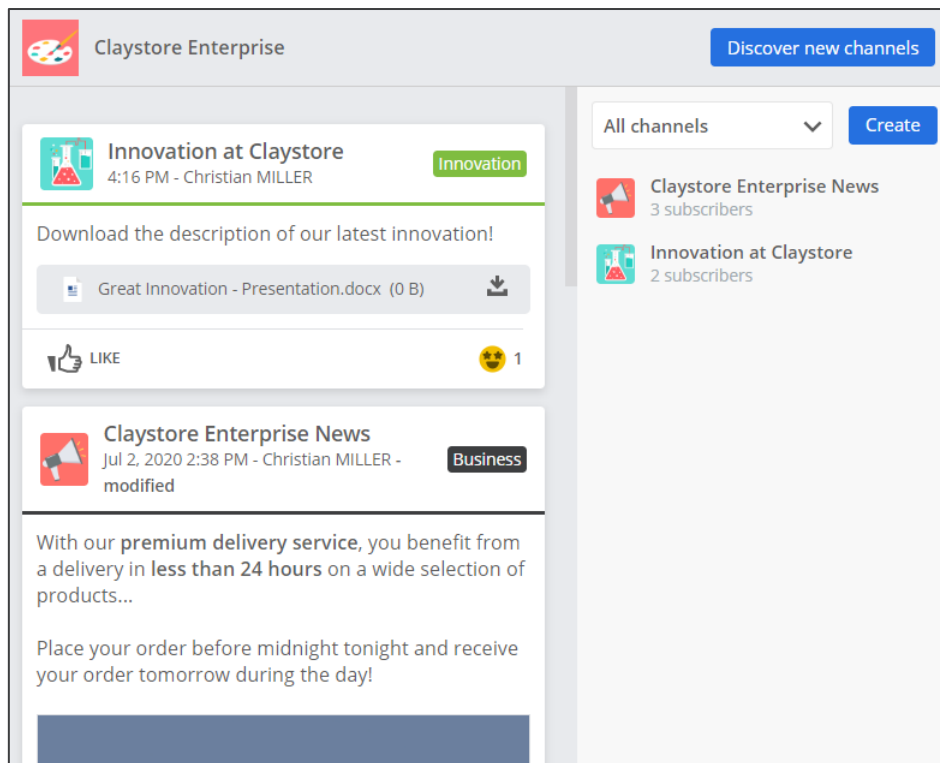 Claystore Enterprise
Discover new channels
Innovation at Claystore
4:16 PM - Christian MILLER
Innovation
Download the description of our latest innovation!
Great Innovation - Presentation.docx (0 B)
LIKE
1
Claystore Enterprise News
Jul 2, 2020 2:38 PM - Christian MILLER -
modified
Business
With our premium delivery service, you benefit from
a delivery in less than 24 hours on a wide selection of
products...
Place your order before midnight tonight and receive
your order tomorrow during the day!
All channels
Create
Claystore Enterprise News
3 subscribers
Innovation at Claystore
2 subscribers